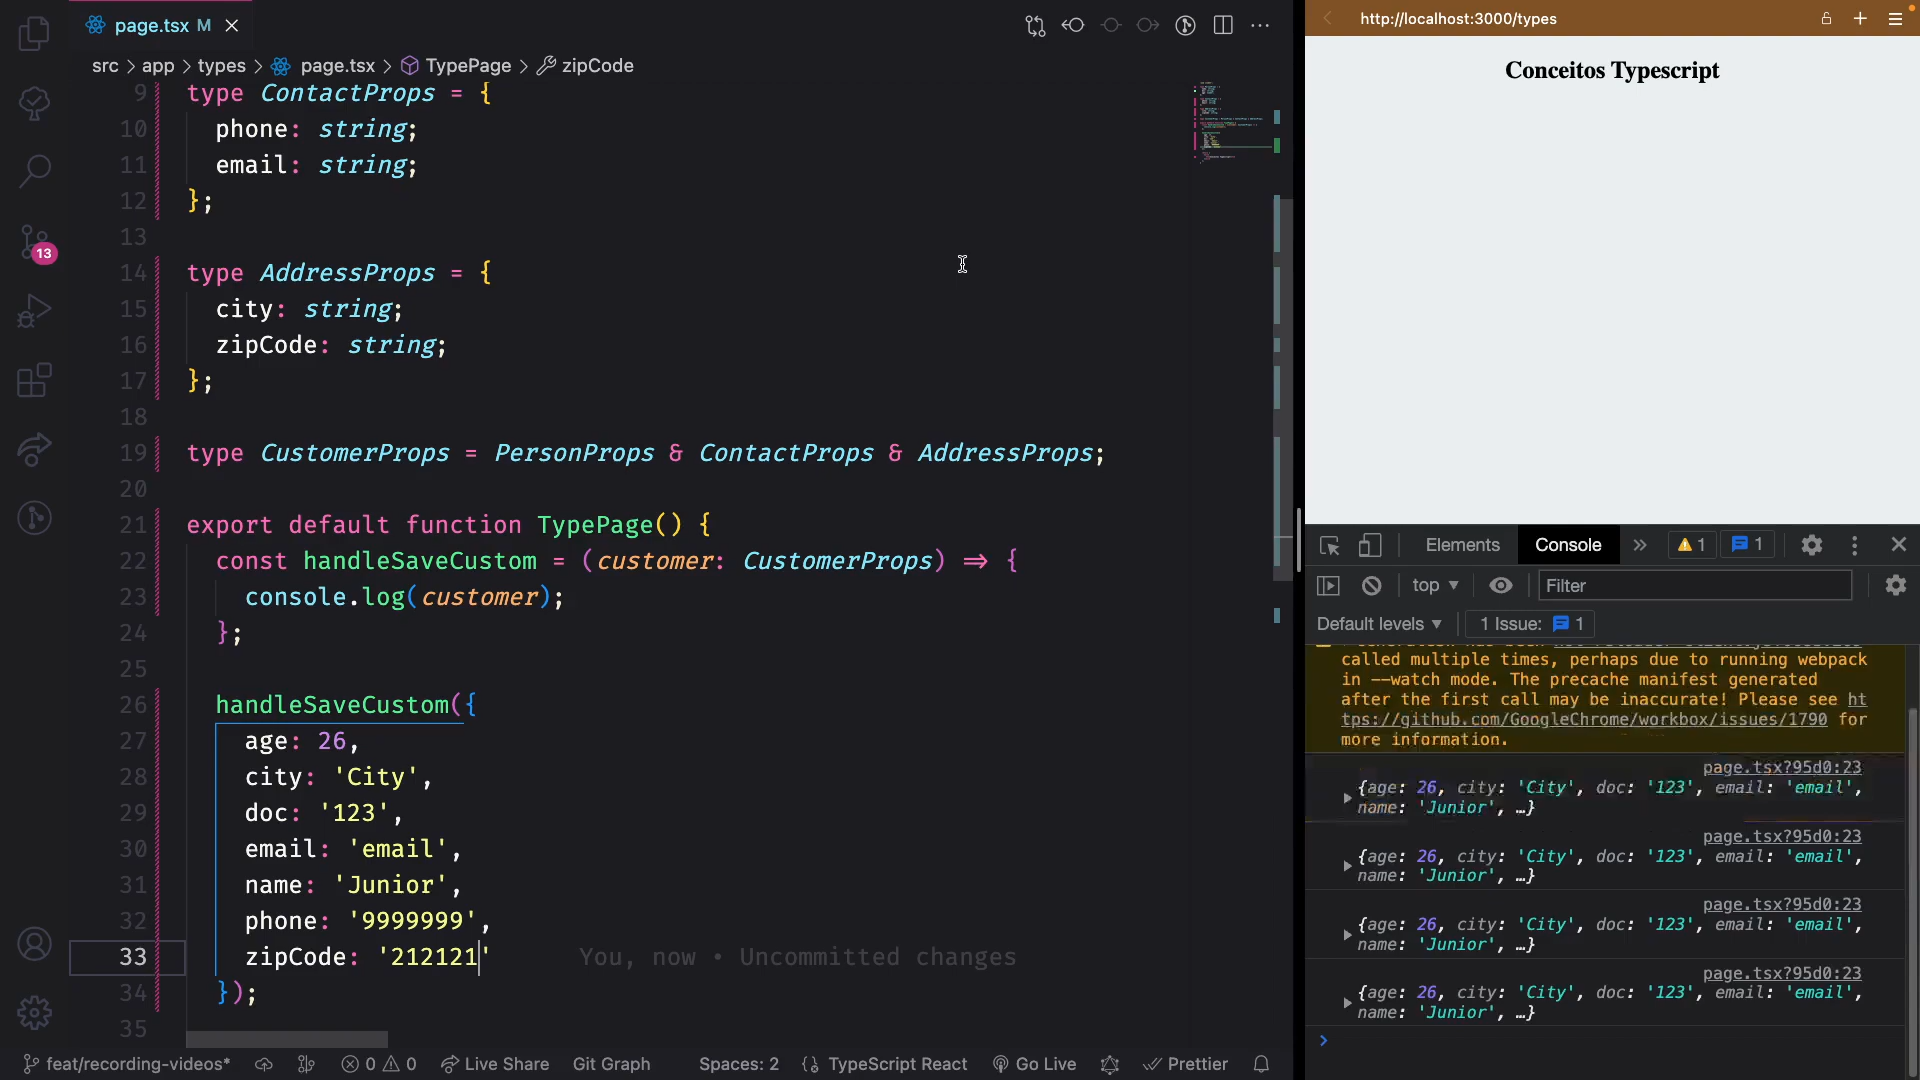 page.tsx M
src > app > types > page.tsx > TypePage > zipCode
9 type ContactProps = {
10 phone: string;
11 email: string;
12 };
13
14 type AddressProps = {
15 city: string;
16 zipCode: string;
17 };
18
19 type CustomerProps = PersonProps & ContactProps & AddressProps;
20
21 export default function TypePage() {
22 const handleSaveCustom = (customer: CustomerProps) => {
23 console.log(customer);
24 };
25
26 handleSaveCustom({
27 age: 26,
28 city: 'City',
29 doc: '123',
30 email: 'email',
31 name: 'Junior',
32 phone: '9999999',
33 zipCode: '212121' You, now • Uncommitted changes
34 });
35
13
feat/recording-videos* 0 0 Live Share Git Graph Spaces: 2 {} TypeScript React Go Live Prettier
http://localhost:3000/types
Conceitos Typescript
Elements Console » 1 1
top Filter
Default levels 1 Issue: 1
called multiple times, perhaps due to running webpack
in --watch mode. The precache manifest generated
after the first call may be inaccurate! Please see ht
tps://github.com/GoogleChrome/workbox/issues/1790 for
more information.
page.tsx?95d0:23
{age: 26, city: 'City', doc: '123', email: 'email',
name: 'Junior', …}
page.tsx?95d0:23
{age: 26, city: 'City', doc: '123', email: 'email',
name: 'Junior', …}
page.tsx?95d0:23
{age: 26, city: 'City', doc: '123', email: 'email',
name: 'Junior', …}
page.tsx?95d0:23
{age: 26, city: 'City', doc: '123', email: 'email',
name: 'Junior', …}